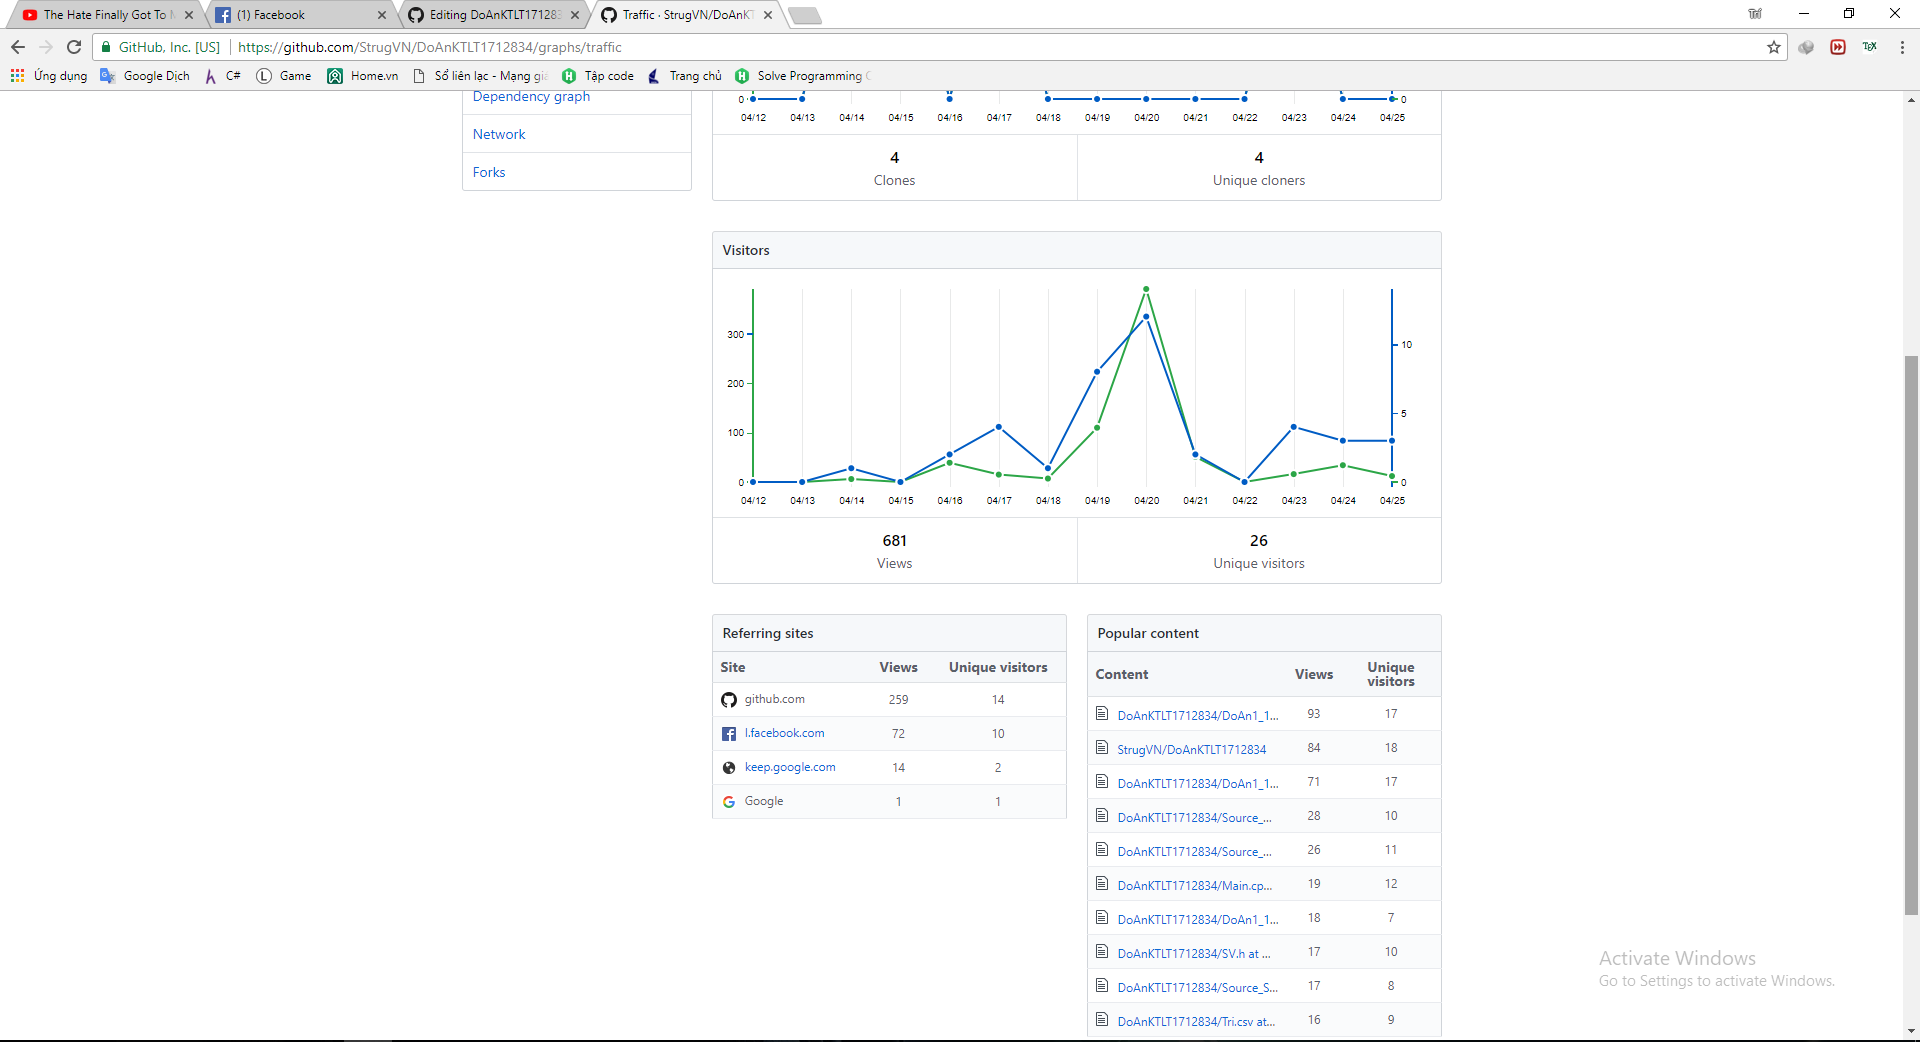 The Hate Finally Got To M
(1) Facebook
Editing DoAnKTLT17128
Traffic · StrugVN/DoAnKT
Trí
GitHub, Inc. [US] https://github.com/StrugVN/DoAnKTLT1712834/graphs/traffic
Ứng dụng Google Dịch C# Game Home.vn Sổ liên lạc - Mạng gi Tập code Trang chủ Solve Programming
Dependency graph
Network
Forks
0 0
04/12 04/13 04/14 04/15 04/16 04/17 04/18 04/19 04/20 04/21 04/22 04/23 04/24 04/25
4 4
Clones Unique cloners
Visitors
300 10
200
100 5
0 0
04/12 04/13 04/14 04/15 04/16 04/17 04/18 04/19 04/20 04/21 04/22 04/23 04/24 04/25
681 26
Views Unique visitors
Referring sites
Site Views Unique visitors
github.com 259 14
l.facebook.com 72 10
keep.google.com 14 2
Google 1 1
Popular content
Content Views Unique visitors
DoAnKTLT1712834/DoAn1_1... 93 17
StrugVN/DoAnKTLT1712834 84 18
DoAnKTLT1712834/DoAn1_1... 71 17
DoAnKTLT1712834/Source_... 28 10
DoAnKTLT1712834/Source_... 26 11
DoAnKTLT1712834/Main.cp... 19 12
DoAnKTLT1712834/DoAn1_1... 18 7
DoAnKTLT1712834/SV.h at ... 17 10
DoAnKTLT1712834/Source_S... 17 8
DoAnKTLT1712834/Tri.csv at... 16 9
Activate Windows
Go to Settings to activate Windows.